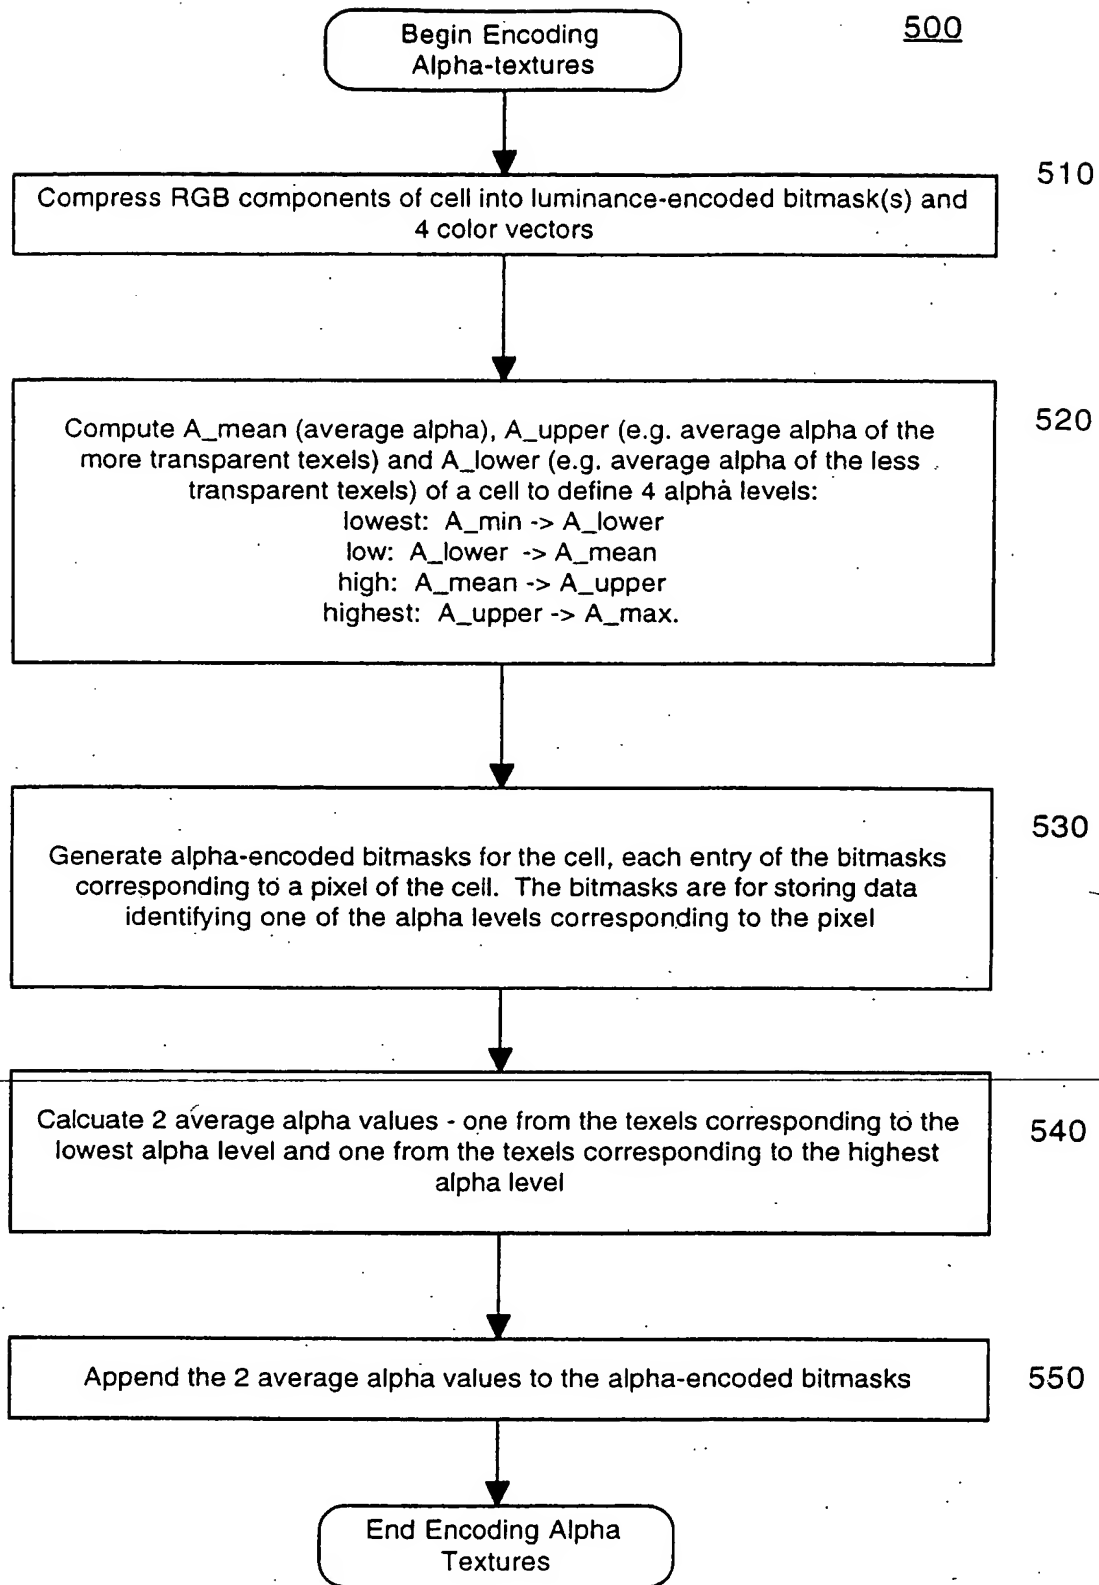 500
Begin Encoding
Alpha-textures
510
Compress RGB components of cell into luminance-encoded bitmask(s) and
4 color vectors
520
Compute A_mean (average alpha), A_upper (e.g. average alpha of the
more transparent texels) and A_lower (e.g. average alpha of the less
transparent texels) of a cell to define 4 alpha levels:
lowest: A_min -> A_lower
low: A_lower -> A_mean
high: A_mean -> A_upper
highest: A_upper -> A_max.
530
Generate alpha-encoded bitmasks for the cell, each entry of the bitmasks
corresponding to a pixel of the cell. The bitmasks are for storing data
identifying one of the alpha levels corresponding to the pixel
540
Calcuate 2 average alpha values - one from the texels corresponding to the
lowest alpha level and one from the texels corresponding to the highest
alpha level
550
Append the 2 average alpha values to the alpha-encoded bitmasks
End Encoding Alpha
Textures